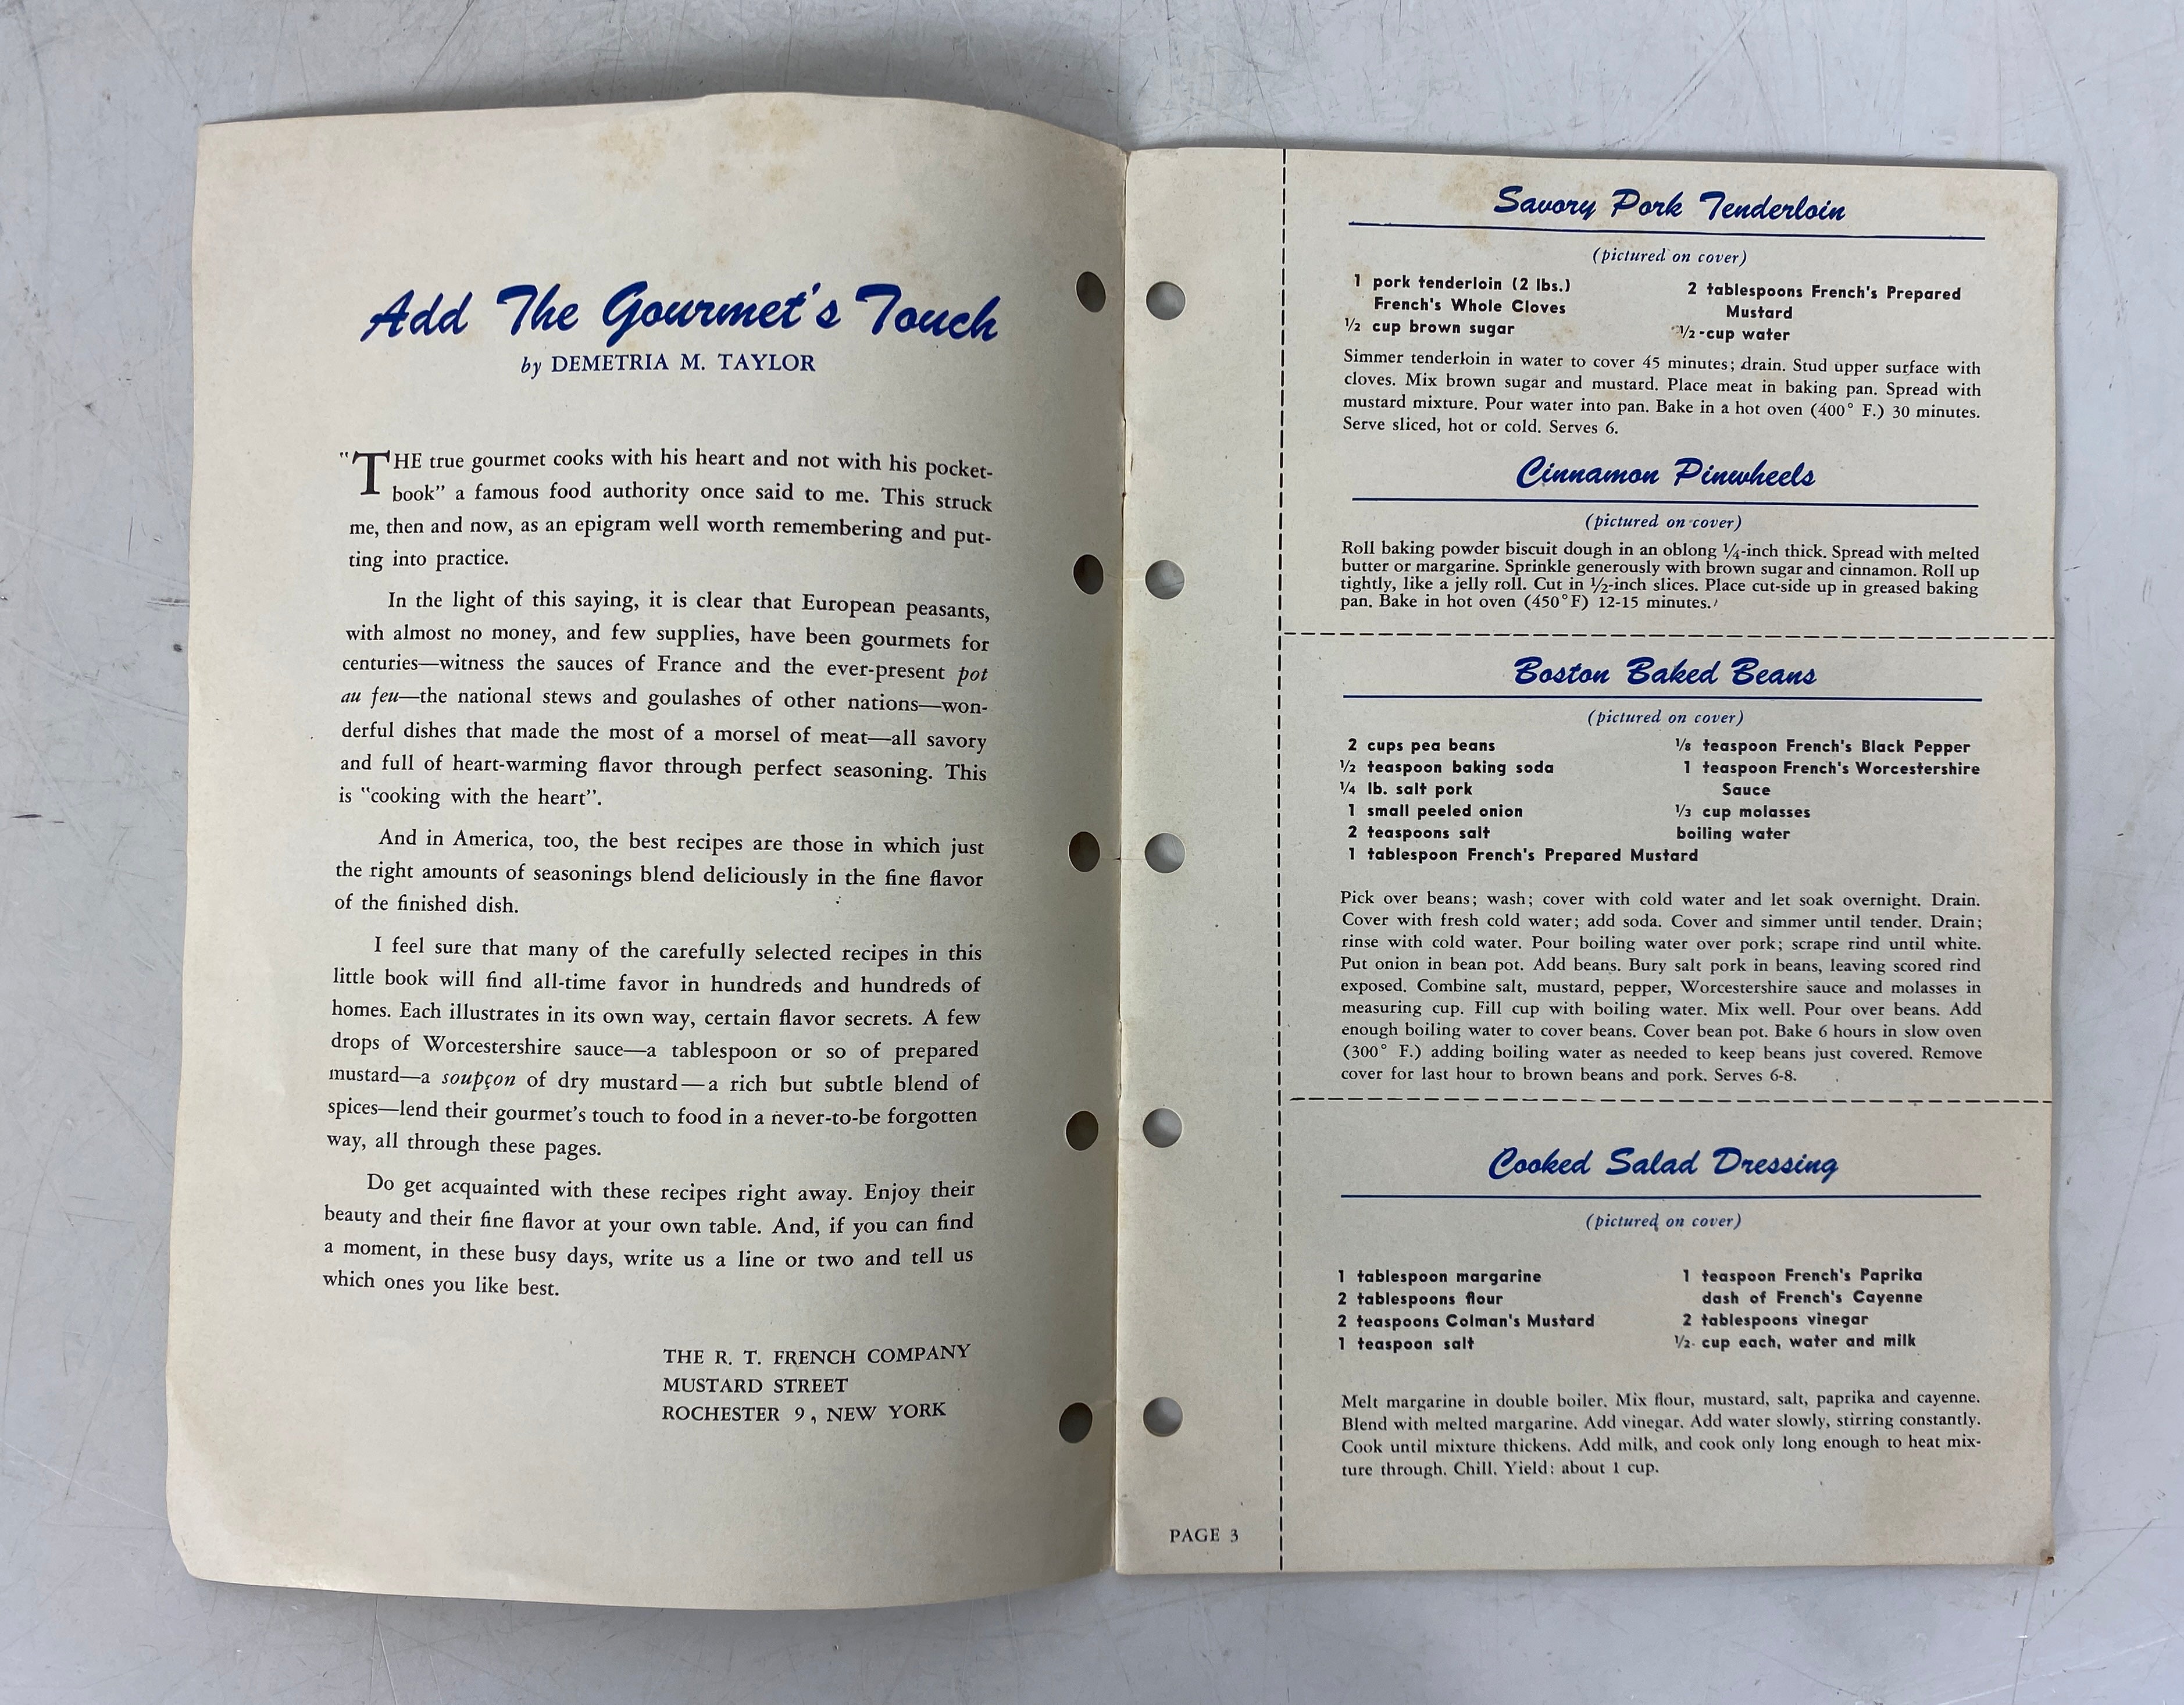 Add The Gourmet's Touch
by DEMETRIA M. TAYLOR
"THE true gourmet cooks with his heart and not with his pocket-
book" a famous food authority once said to me. This struck
me, then and now, as an epigram well worth remembering and put-
ting into practice.
In the light of this saying, it is clear that European peasants,
with almost no money, and few supplies, have been gourmets for
centuries—witness the sauces of France and the ever-present pot
au feu—the national stews and goulashes of other nations—won-
derful dishes that made the most of a morsel of meat—all savory
and full of heart-warming flavor through perfect seasoning. This
is "cooking with the heart".
And in America, too, the best recipes are those in which just
the right amounts of seasonings blend deliciously in the fine flavor
of the finished dish.
I feel sure that many of the carefully selected recipes in this
little book will find all-time favor in hundreds and hundreds of
homes. Each illustrates in its own way, certain flavor secrets. A few
drops of Worcestershire sauce—a tablespoon or so of prepared
mustard—a soupçon of dry mustard—a rich but subtle blend of
spices—lend their gourmet's touch to food in a never-to-be forgotten
way, all through these pages.
Do get acquainted with these recipes right away. Enjoy their
beauty and their fine flavor at your own table. And, if you can find
a moment, in these busy days, write us a line or two and tell us
which ones you like best.
THE R. T. FRENCH COMPANY
MUSTARD STREET
ROCHESTER 9, NEW YORK
Savory Pork Tenderloin
(pictured on cover)
1 pork tenderloin (2 lbs.)
French's Whole Cloves
½ cup brown sugar
2 tablespoons French's Prepared
Mustard
½ cup water
Simmer tenderloin in water to cover 45 minutes; drain. Stud upper surface with
cloves. Mix brown sugar and mustard. Place meat in baking pan. Spread with
mustard mixture. Pour water into pan. Bake in a hot oven (400° F.) 30 minutes.
Serve sliced, hot or cold. Serves 6.
Cinnamon Pinwheels
(pictured on cover)
Roll baking powder biscuit dough in an oblong ¼-inch thick. Spread with melted
butter or margarine. Sprinkle generously with brown sugar and cinnamon. Roll up
tightly, like a jelly roll. Cut in ½-inch slices. Place cut-side up in greased baking
pan. Bake in hot oven (450°F) 12-15 minutes.
Boston Baked Beans
(pictured on cover)
2 cups pea beans
½ teaspoon baking soda
¼ lb. salt pork
1 small peeled onion
2 teaspoons salt
1 tablespoon French's Prepared Mustard
⅛ teaspoon French's Black Pepper
1 teaspoon French's Worcestershire
Sauce
⅓ cup molasses
boiling water
Pick over beans; wash; cover with cold water and let soak overnight. Drain.
Cover with fresh cold water; add soda. Cover and simmer until tender. Drain;
rinse with cold water. Pour boiling water over pork; scrape rind until white.
Put onion in bean pot. Add beans. Bury salt pork in beans, leaving scored rind
exposed. Combine salt, mustard, pepper, Worcestershire sauce and molasses in
measuring cup. Fill cup with boiling water. Mix well. Pour over beans. Add
enough boiling water to cover beans. Cover bean pot. Bake 6 hours in slow oven
(300° F.) adding boiling water as needed to keep beans just covered. Remove
cover for last hour to brown beans and pork. Serves 6-8.
Cooked Salad Dressing
(pictured on cover)
1 tablespoon margarine
2 tablespoons flour
2 teaspoons Colman's Mustard
1 teaspoon salt
1 teaspoon French's Paprika
dash of French's Cayenne
2 tablespoons vinegar
½ cup each, water and milk
Melt margarine in double boiler. Mix flour, mustard, salt, paprika and cayenne.
Blend with melted margarine. Add vinegar. Add water slowly, stirring constantly.
Cook until mixture thickens. Add milk, and cook only long enough to heat mix-
ture through. Chill. Yield: about 1 cup.
PAGE 3